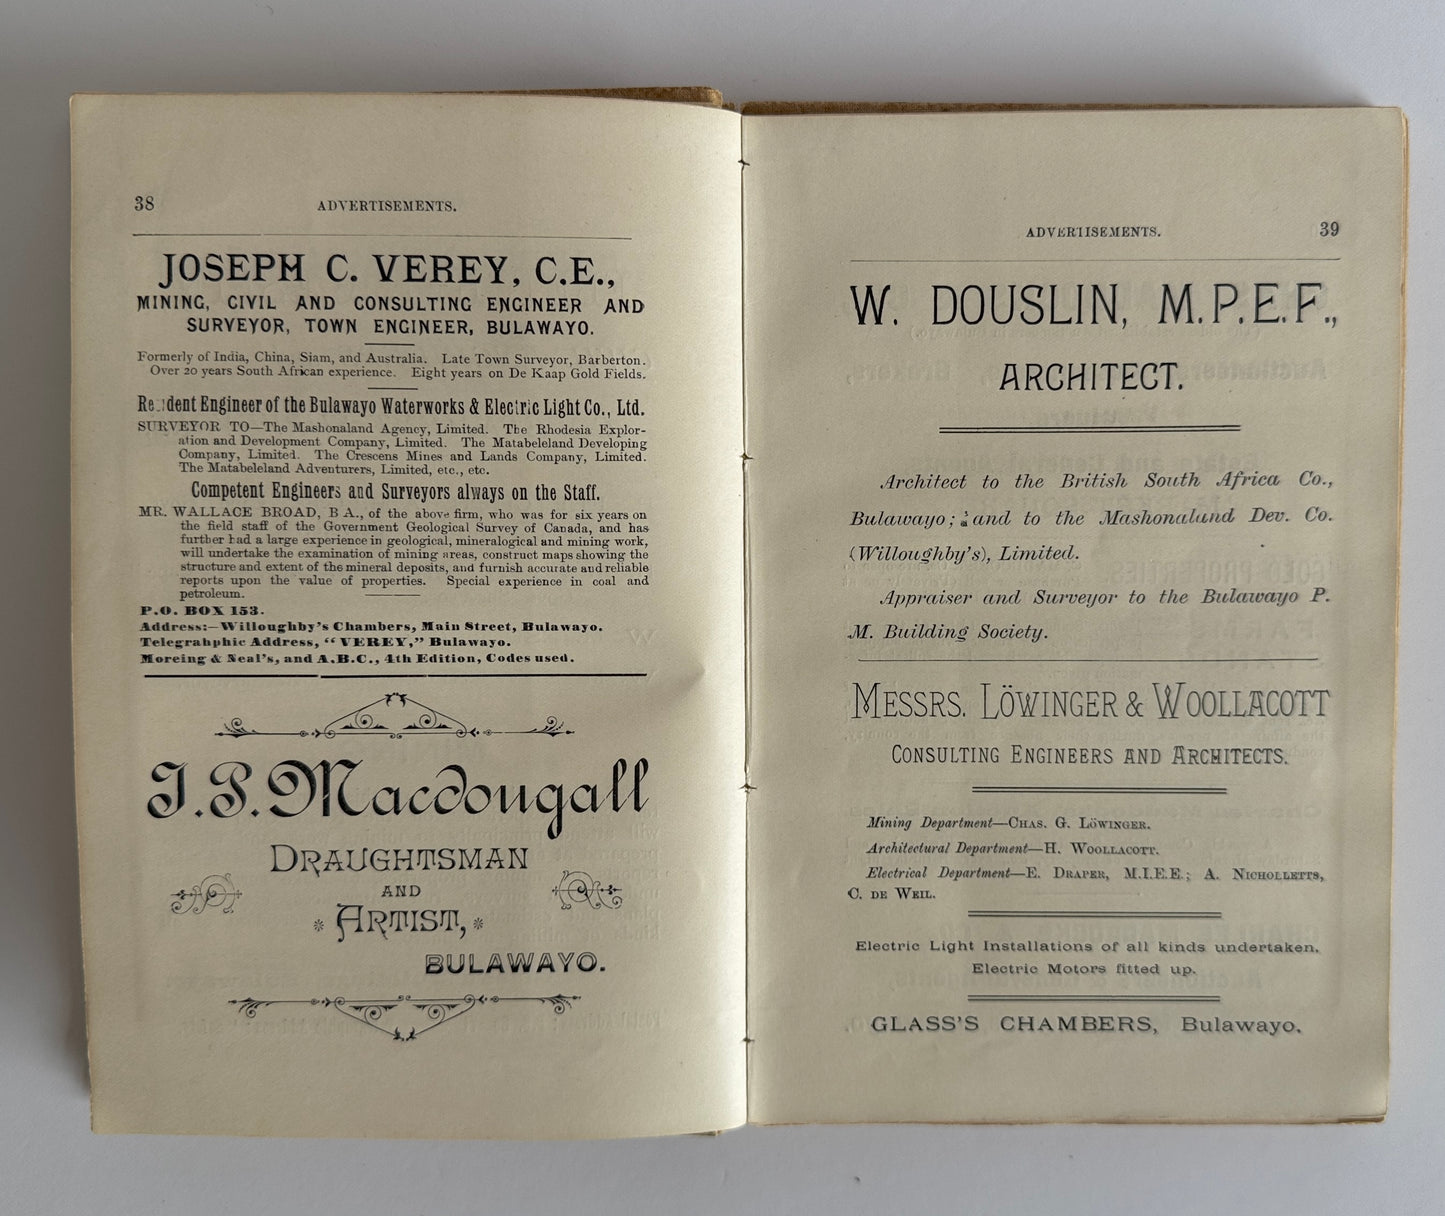 38
ADVERTISEMENTS.
JOSEPH C. VEREY, C.E.,
MINING, CIVIL AND CONSULTING ENGINEER AND
SURVEYOR, TOWN ENGINEER, BULAWAYO.
Formerly of India, China, Siam, and Australia. Late Town Surveyor, Barberton.
Over 20 years South African experience. Eight years on De Kaap Gold Fields.
Resident Engineer of the Bulawayo Waterworks & Electric Light Co., Ltd.
SURVEYOR TO—The Mashonaland Agency, Limited. The Rhodesia Explor-
ation and Development Company, Limited. The Matabeleland Developing
Company, Limited. The Crescens Mines and Lands Company, Limited.
The Matabeleland Adventurers, Limited, etc., etc.
Competent Engineers and Surveyors always on the Staff.
MR. WALLACE BROAD, B A., of the above firm, who was for six years on
the field staff of the Government Geological Survey of Canada, and has
further had a large experience in geological, mineralogical and mining work,
will undertake the examination of mining areas, construct maps showing the
structure and extent of the mineral deposits, and furnish accurate and reliable
reports upon the value of properties. Special experience in coal and
petroleum.
P.O. BOX 153.
Address:—Willoughby's Chambers, Main Street, Bulawayo.
Telegrahphic Address, "VEREY," Bulawayo.
Moreing & Neal's, and A.B.C., 4th Edition, Codes used.
J.P. Macdougall
DRAUGHTSMAN
AND
ARTIST,
BULAWAYO.
ADVERTISEMENTS.
39
W. DOUSLIN, M.P.E.F.,
ARCHITECT.
Architect to the British South Africa Co.,
Bulawayo; and to the Mashonaland Dev. Co.
(Willoughby's), Limited.
Appraiser and Surveyor to the Bulawayo P.
M. Building Society.
MESSRS. LÖWINGER & WOOLLACOTT
CONSULTING ENGINEERS AND ARCHITECTS.
Mining Department—CHAS. G. LÖWINGER.
Architectural Department—H. WOOLLACOTT.
Electrical Department—E. DRAPER, M.I.E.E.; A. NICHOLLETTS,
C. DE WEIL.
Electric Light Installations of all kinds undertaken.
Electric Motors fitted up.
GLASS'S CHAMBERS, Bulawayo.